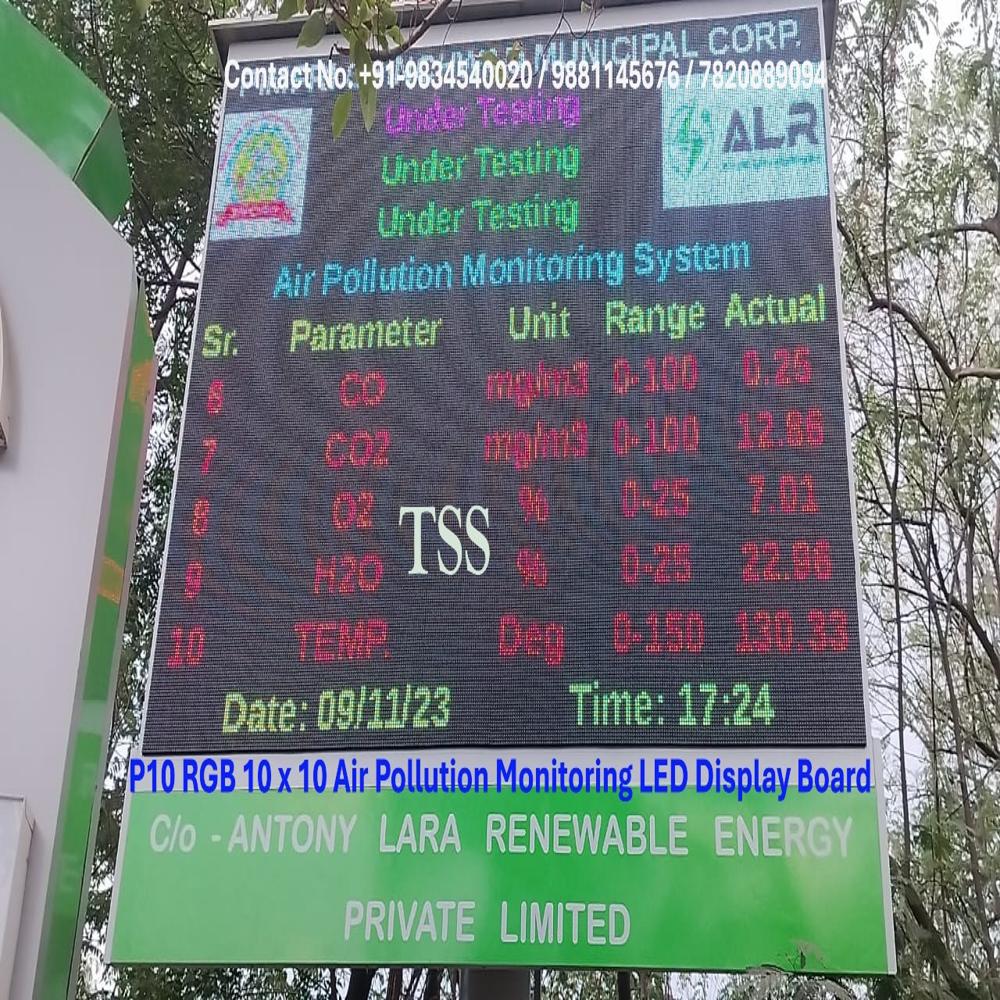 MUNICIPAL CORP.
Contact No. +91-9834540020 / 9881145676 / 7820889094
Under Testing
ALR
Under Testing
Under Testing
Air Pollution Monitoring System
Sr. Parameter Unit Range Actual
6 CO mg/m3 0-100 0.25
7 CO2 mg/m3 0-100 12.86
8 O2 % 0-25 7.01
TSS
9 H2O % 0-25 22.96
10 TEMP. Deg 0-150 130.33
Date: 09/11/23 Time: 17:24
P10 RGB 10 x 10 Air Pollution Monitoring LED Display Board
C/o - ANTONY LARA RENEWABLE ENERGY
PRIVATE LIMITED